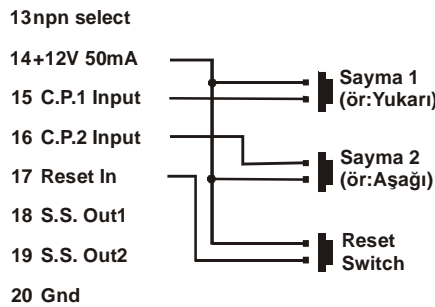 13npn select
14+12V 50mA
15 C.P.1 Input
16 C.P.2 Input
17 Reset In
18 S.S. Out1
19 S.S. Out2
20 Gnd
Sayma 1
(ör:Yukarı)
Sayma 2
(ör:Aşağı)
Reset
Switch